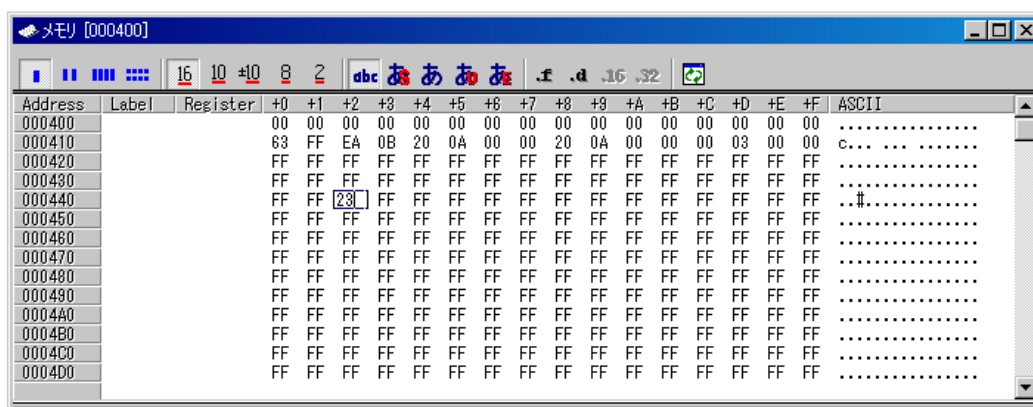 メモリ [000400]
16 10 ±10 8 2 abc あS あ あD あE .f .d .16 .32
Address Label Register +0 +1 +2 +3 +4 +5 +6 +7 +8 +9 +A +B +C +D +E +F ASCII
000400 00 00 00 00 00 00 00 00 00 00 00 00 00 00 00 00 ................
000410 63 FF EA 0B 20 0A 00 00 20 0A 00 00 00 03 00 00 c... ... .......
000420 FF FF FF FF FF FF FF FF FF FF FF FF FF FF FF FF ................
000430 FF FF FF FF FF FF FF FF FF FF FF FF FF FF FF FF ................
000440 FF FF 23 FF FF FF FF FF FF FF FF FF FF FF FF FF ..#.............
000450 FF FF FF FF FF FF FF FF FF FF FF FF FF FF FF FF ................
000460 FF FF FF FF FF FF FF FF FF FF FF FF FF FF FF FF ................
000470 FF FF FF FF FF FF FF FF FF FF FF FF FF FF FF FF ................
000480 FF FF FF FF FF FF FF FF FF FF FF FF FF FF FF FF ................
000490 FF FF FF FF FF FF FF FF FF FF FF FF FF FF FF FF ................
0004A0 FF FF FF FF FF FF FF FF FF FF FF FF FF FF FF FF ................
0004B0 FF FF FF FF FF FF FF FF FF FF FF FF FF FF FF FF ................
0004C0 FF FF FF FF FF FF FF FF FF FF FF FF FF FF FF FF ................
0004D0 FF FF FF FF FF FF FF FF FF FF FF FF FF FF FF FF ................